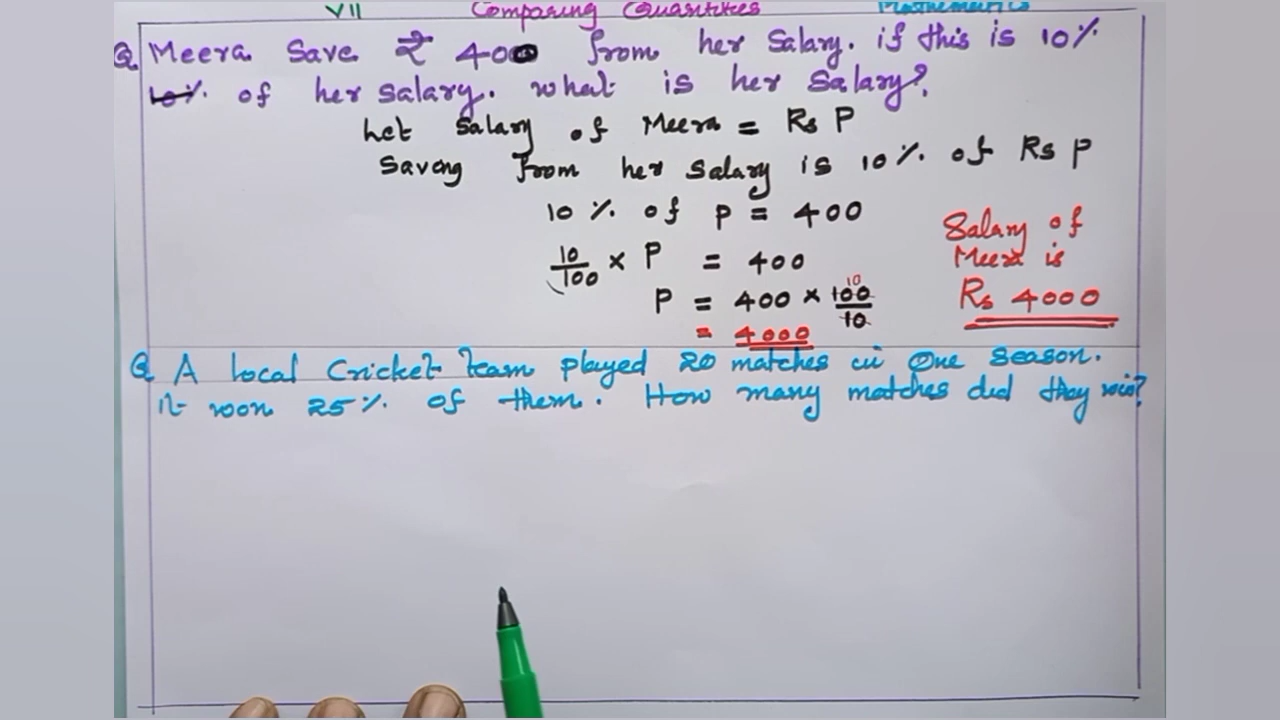 VII Comparing Quantities Mathematics
Q Meera Save ₹ 400 from her Salary. if this is 10%
10% of her salary. what is her Salary?
Let Salary of Meera = Rs P
Saving from her Salary is 10% of Rs P
10 % of P = 400
10/100 × P = 400
P = 400 × 100/10 10
= 4000
Salary of
Meera is
Rs 4000
Q A local Cricket team played 20 matches in One season.
it won 25% of them. How many matches did they win?